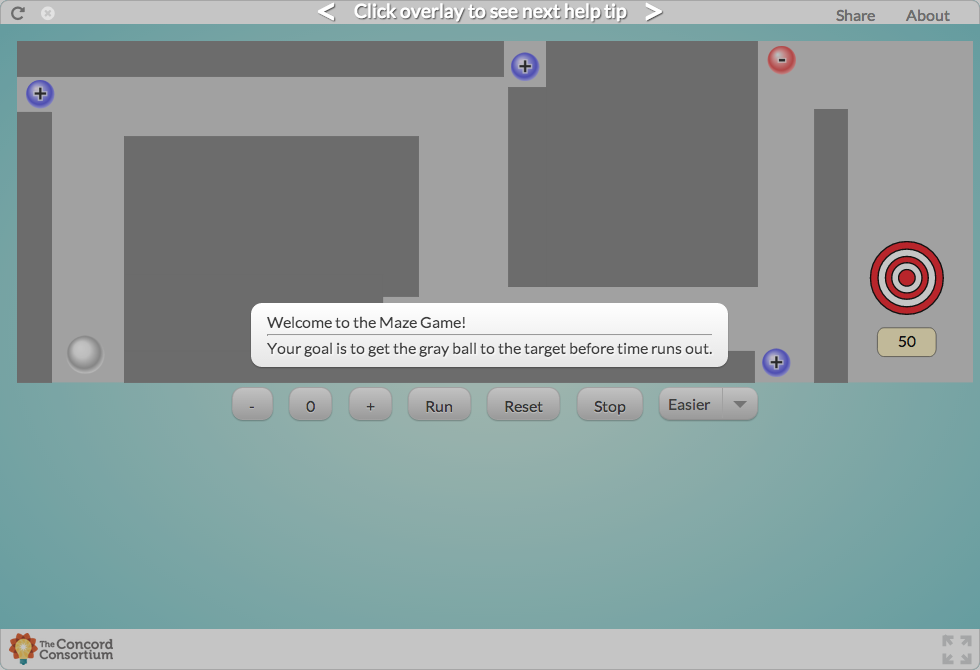 < Click overlay to see next help tip >
Share About
+
+
-
Welcome to the Maze Game!
Your goal is to get the gray ball to the target before time runs out.
50
+
- 0 + Run Reset Stop Easier
The Concord
Consortium